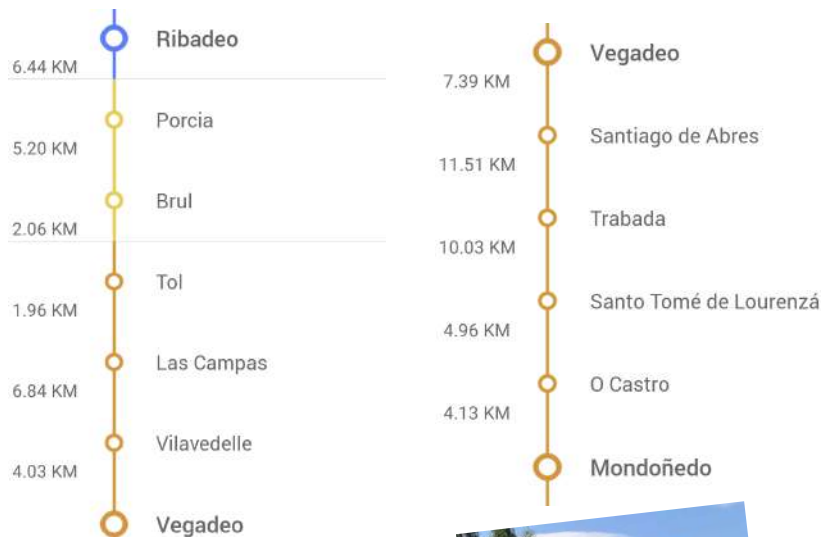 Ribadeo
6.44 KM
Porcia
5.20 KM
Brul
2.06 KM
Tol
1.96 KM
Las Campas
6.84 KM
Vilavedelle
4.03 KM
Vegadeo
Vegadeo
7.39 KM
Santiago de Abres
11.51 KM
Trabada
10.03 KM
Santo Tomé de Lourenzá
4.96 KM
O Castro
4.13 KM
Mondoñedo